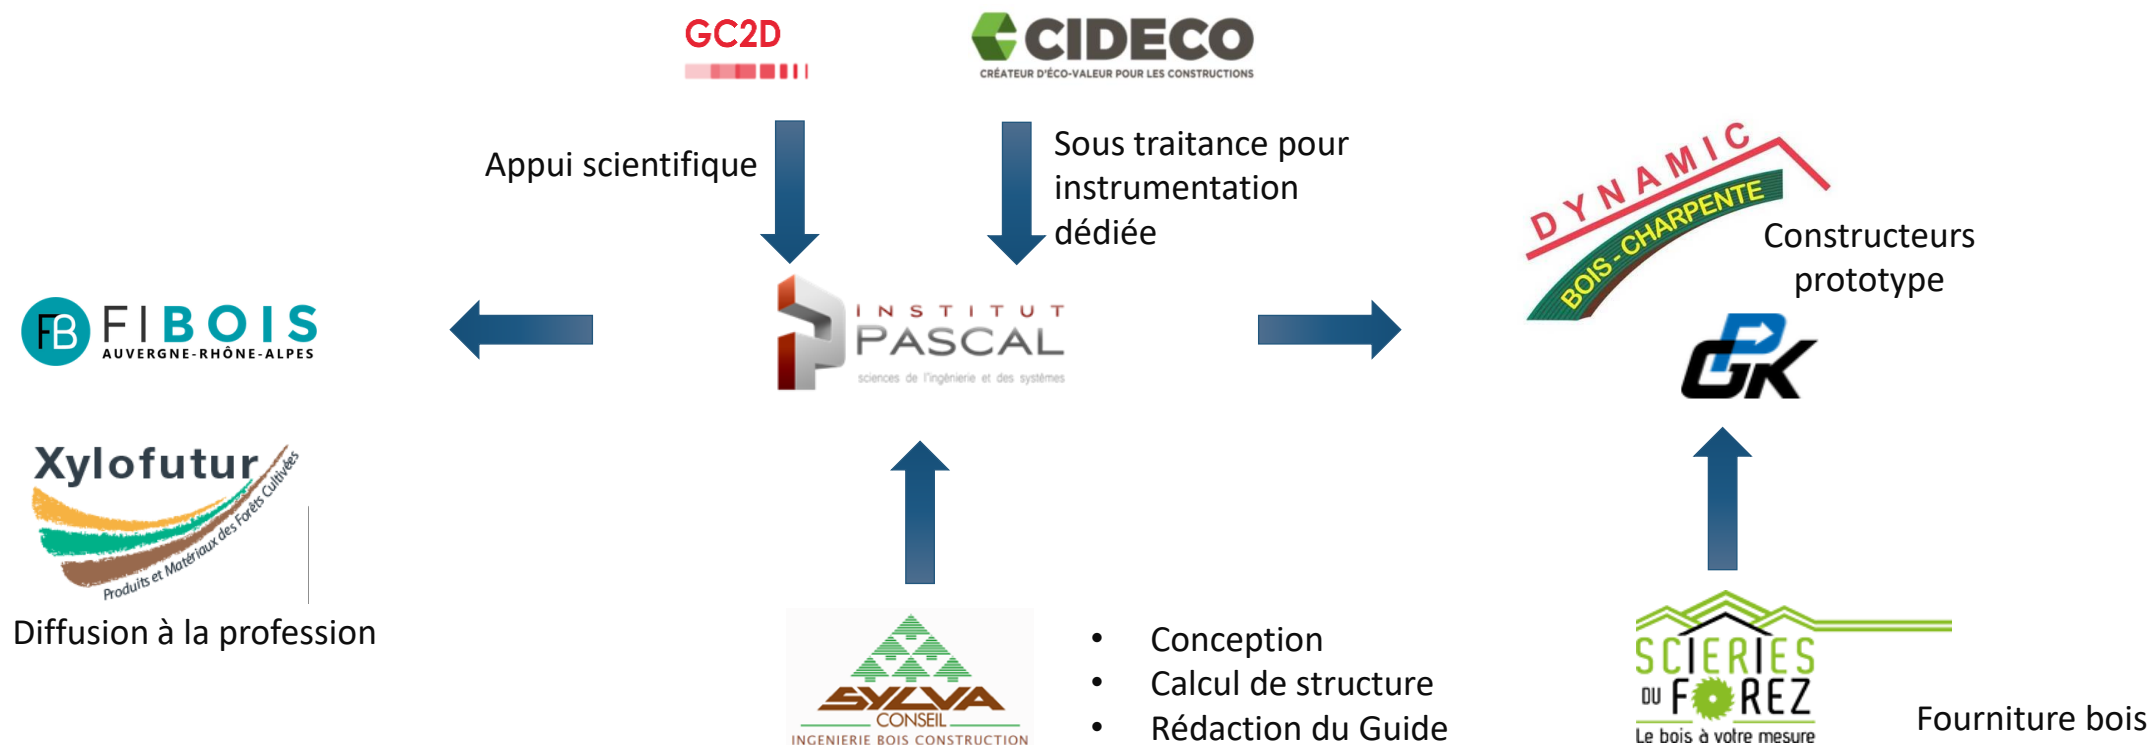 GC2D
CIDECO
CRÉATEUR D'ÉCO-VALEUR POUR LES CONSTRUCTIONS
Appui scientifique
Sous traitance pour
instrumentation
dédiée
DYNAMIC
BOIS-CHARPENTE
Constructeurs
prototype
FB FIBOIS
AUVERGNE-RHÔNE-ALPES
INSTITUT
PASCAL
sciences de l'ingénierie et des systèmes
GPK
Xylofutur
Produits et Matériaux des Forêts Cultivées
Diffusion à la profession
SYLVA
CONSEIL
INGENIERIE BOIS CONSTRUCTION
• Conception
• Calcul de structure
• Rédaction du Guide
SCIERIES
DU FOREZ
Le bois à votre mesure
Fourniture bois